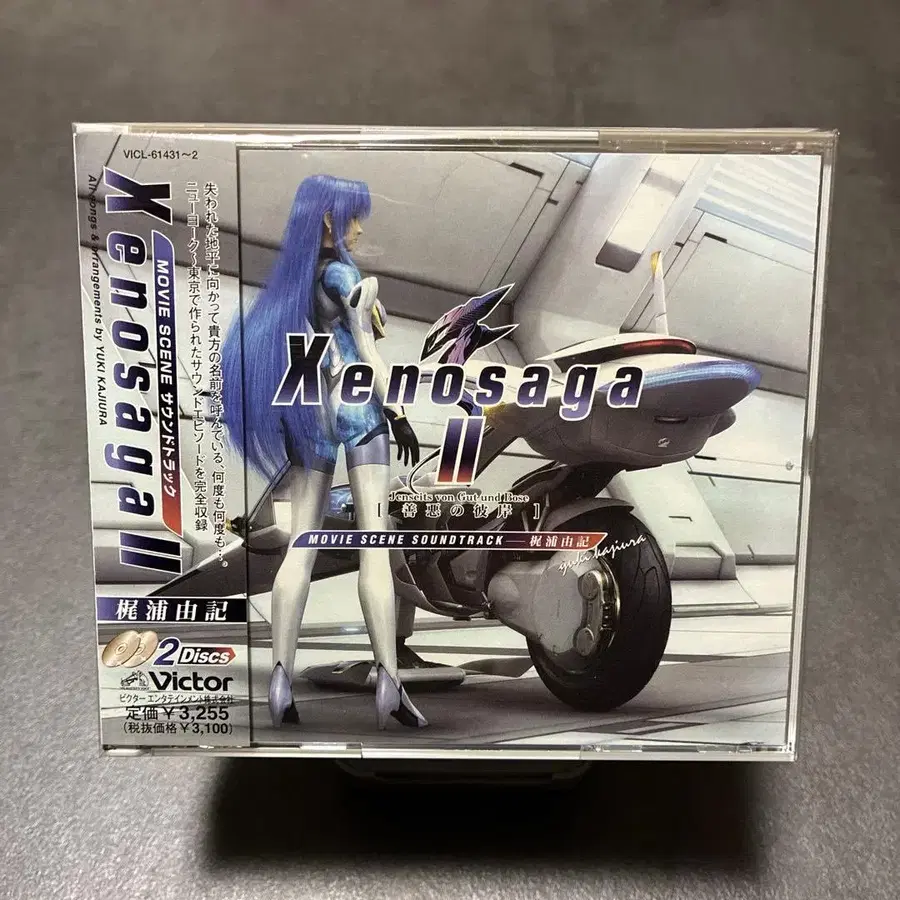 VICL-61431～2
Xenosaga II
MOVIE SCENE サウンドトラック
All songs & arrangements by YUKI KAJIURA
失われた地平に向かって貴方の名前を呼んでいる、何度も何度も…。
ニューヨーク～東京で作られたサウンドエピソードを完全収録
梶浦由記
2 Discs
Victor
ビクター エンタテインメント株式会社
定価￥3,255
(税抜価格￥3,100)
Xenosaga
II
Jenseits von Gut und Bose
[ 善悪の彼岸 ]
MOVIE SCENE SOUNDTRACK——梶浦由記
yuki kajiura